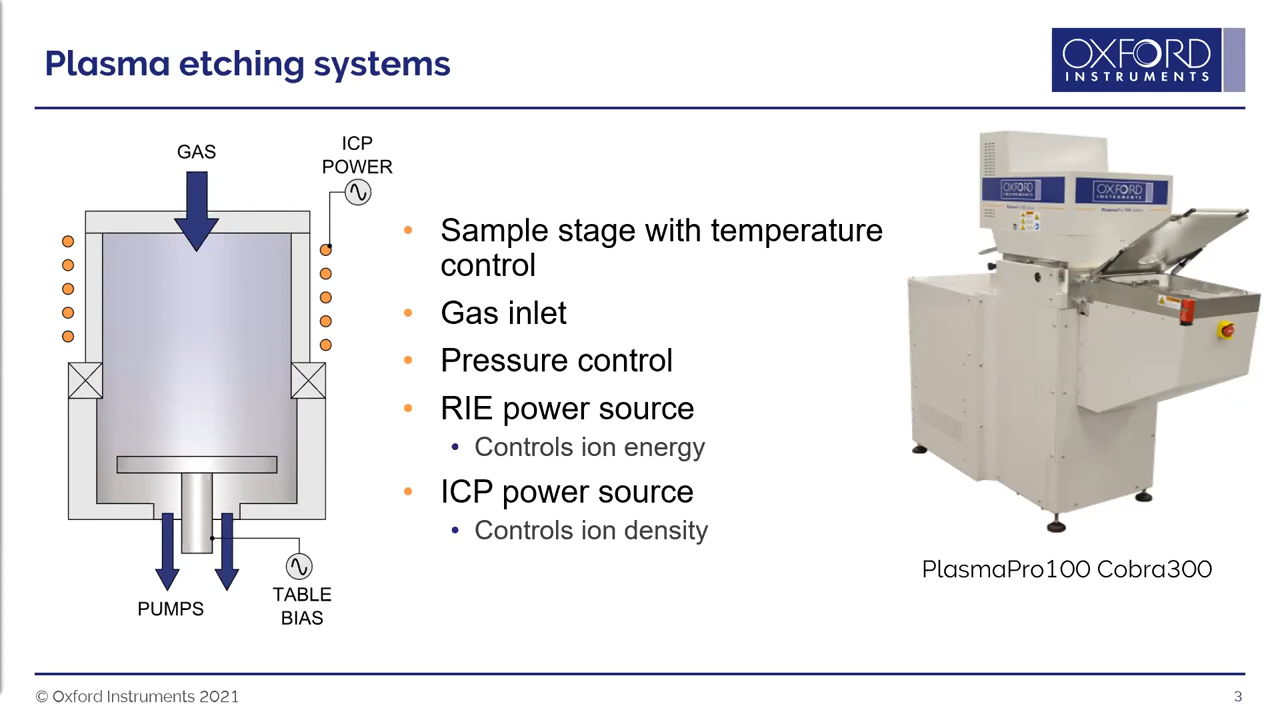 Plasma etching systems
OXFORD
INSTRUMENTS
GAS
ICP
POWER
Sample stage with temperature
control
Gas inlet
Pressure control
RIE power source
Controls ion energy
ICP power source
Controls ion density
PUMPS
TABLE
BIAS
OXFORD
OXFORD
PlasmaPro100 Cobra300
© Oxford Instruments 2021
3